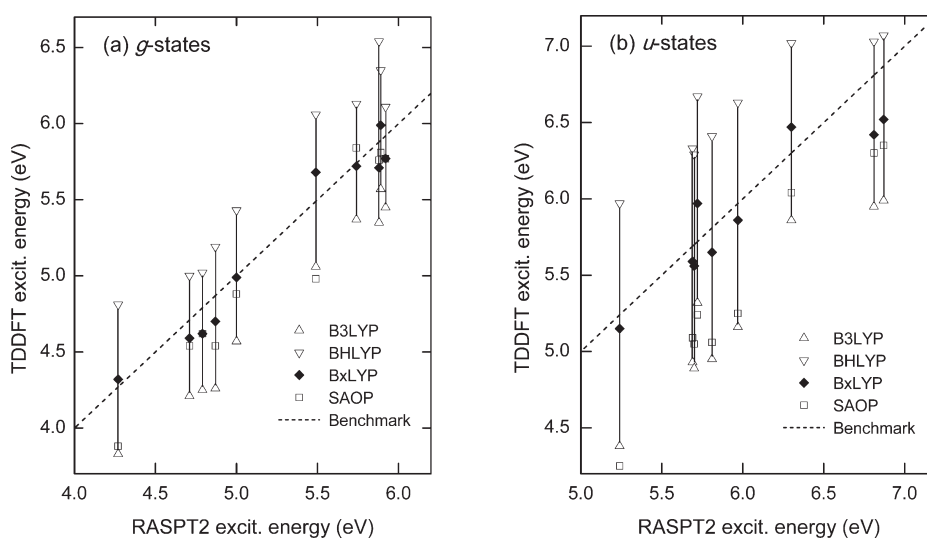 (a) g-states
6.5
6.0
5.5
5.0
4.5
4.0
TDDFT excit. energy (eV)
B3LYP
BHLYP
BxLYP
SAOP
Benchmark
4.0 4.5 5.0 5.5 6.0
RASPT2 excit. energy (eV)
(b) u-states
7.0
6.5
6.0
5.5
5.0
4.5
TDDFT excit. energy (eV)
B3LYP
BHLYP
BxLYP
SAOP
Benchmark
5.0 5.5 6.0 6.5 7.0
RASPT2 excit. energy (eV)